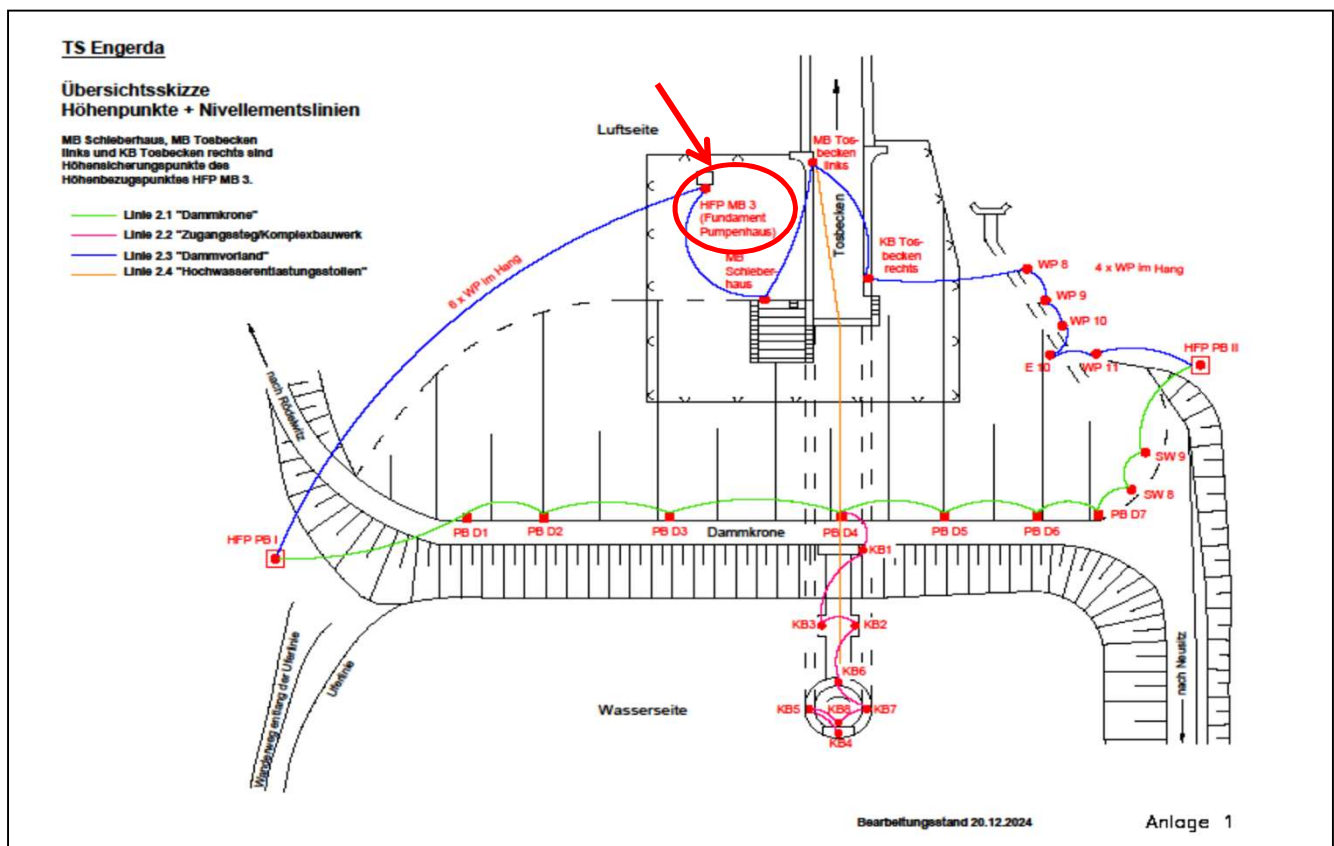 TS Engerda
Übersichtsskizze
Höhenpunkte + Nivellementslinien
MB Schieberhaus, MB Tosbecken
links und KB Tosbecken rechts sind
Höhensicherungspunkte des
Höhenbezugspunktes HFP MB 3.
Linie 2.1 "Dammkrone"
Linie 2.2 "Zugangssteg/Komplexbauwerk
Linie 2.3 "Dammvorland"
Linie 2.4 "Hochwasserentlastungsstollen"
Luftseite
MB Tos-
becken
links
HFP MB 3
(Fundament
Pumpenhaus)
MB
Schieber-
haus
Tosbecken
KB Tos-
becken
rechts
6 x WP im Hang
WP 8
4 x WP im Hang
WP 9
WP 10
E 10
WP 11
HFP PB II
nach Rödelwitz
SW 9
SW 8
HFP PB I
PB D1
PB D2
PB D3
Dammkrone
PB D4
PB D5
PB D6
PB D7
KB1
KB3
KB2
KB6
KB5
KB8
KB7
KB4
Wanderweg entlang der Uferlinie
Uferlinie
Wasserseite
nach Neusitz
Bearbeitungsstand 20.12.2024
Anlage 1